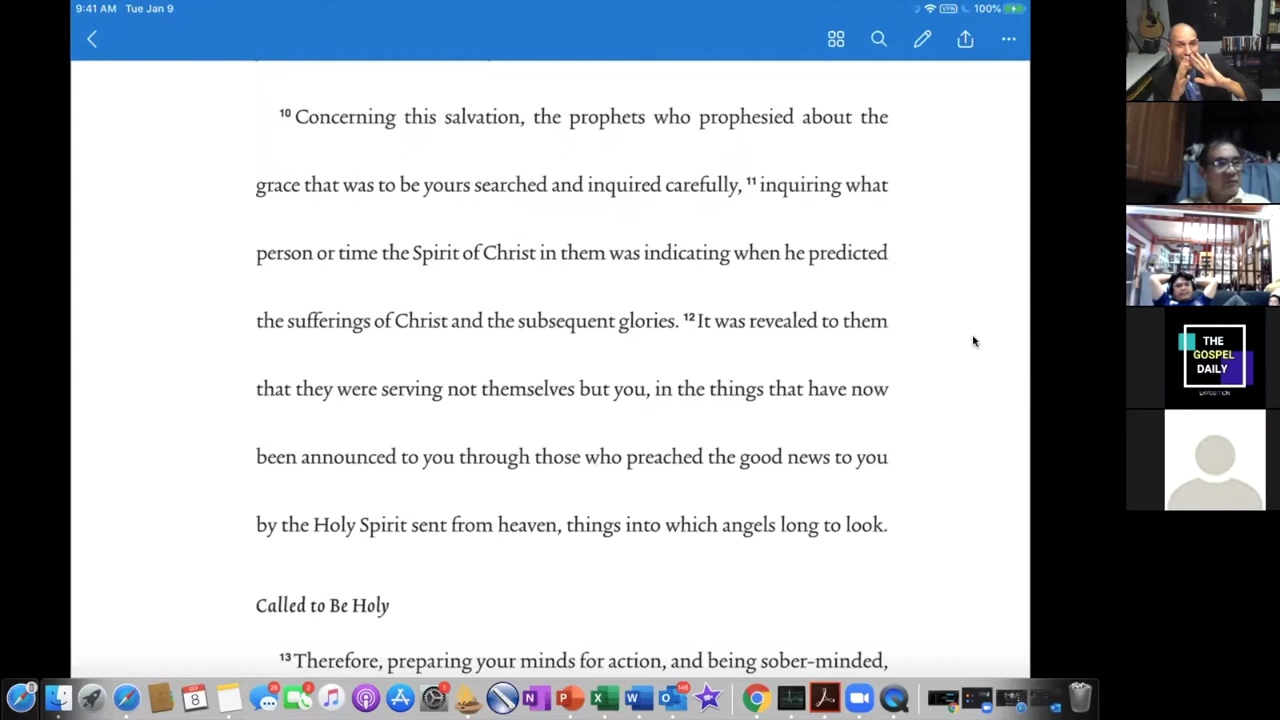 9:41 AM Tue Jan 9
VPN 100%
10 Concerning this salvation, the prophets who prophesied about the
grace that was to be yours searched and inquired carefully, 11 inquiring what
person or time the Spirit of Christ in them was indicating when he predicted
the sufferings of Christ and the subsequent glories. 12 It was revealed to them
that they were serving not themselves but you, in the things that have now
been announced to you through those who preached the good news to you
by the Holy Spirit sent from heaven, things into which angels long to look.
Called to Be Holy
13 Therefore, preparing your minds for action, and being sober-minded,
THE
GOSPEL
DAILY
EXPOSITION
8